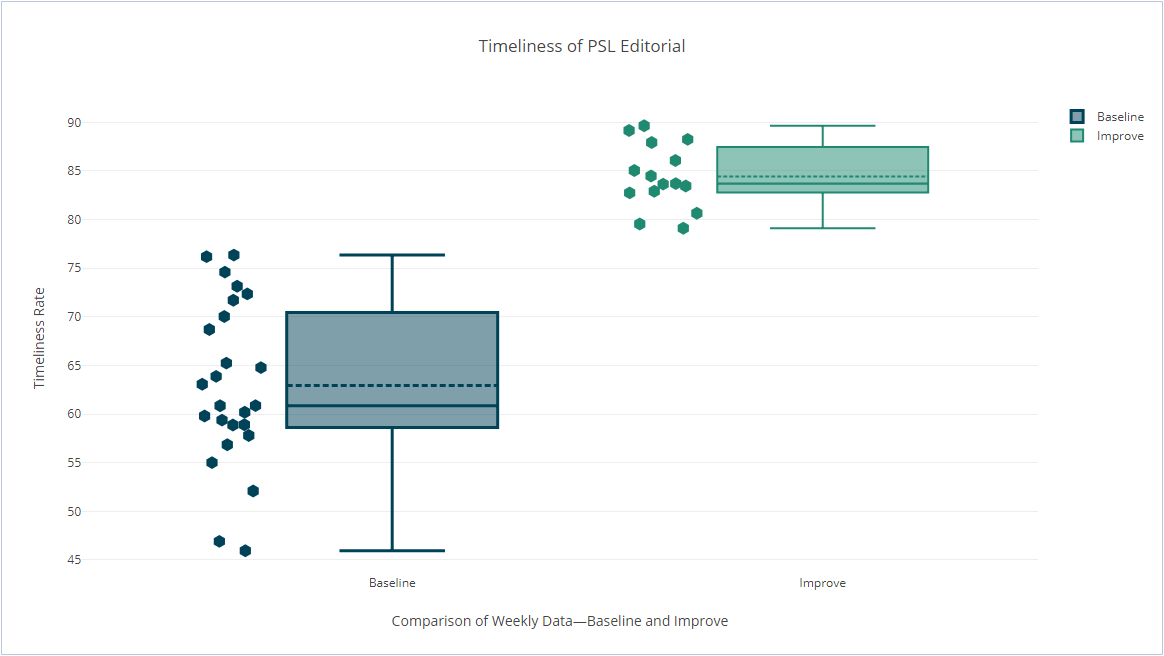 Timeliness of PSL Editorial
Baseline
Improve
90
85
80
75
70
65
60
55
50
45
Timeliness Rate
Baseline
Improve
Comparison of Weekly Data—Baseline and Improve